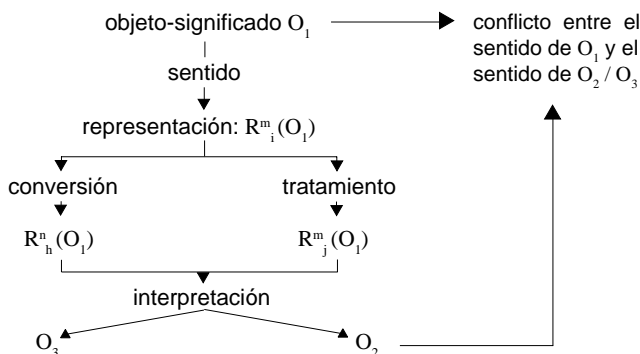 objeto-significado O₁
conflicto entre el
sentido de O₁ y el
sentido de O₂ / O₃
sentido
representación: Rᵐᵢ(O₁)
conversión tratamiento
Rⁿₕ(O₁) Rᵐⱼ(O₁)
interpretación
O₃ O₂